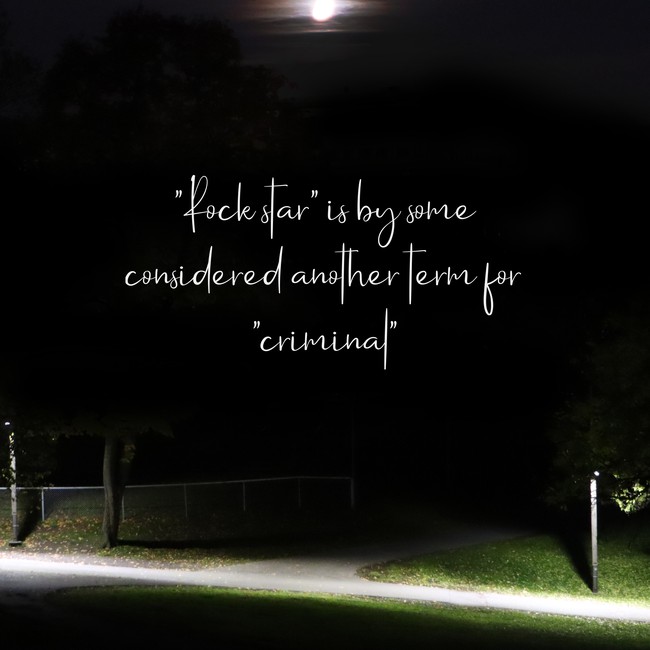 "Rock star" is by some
considered another term for
"criminal"